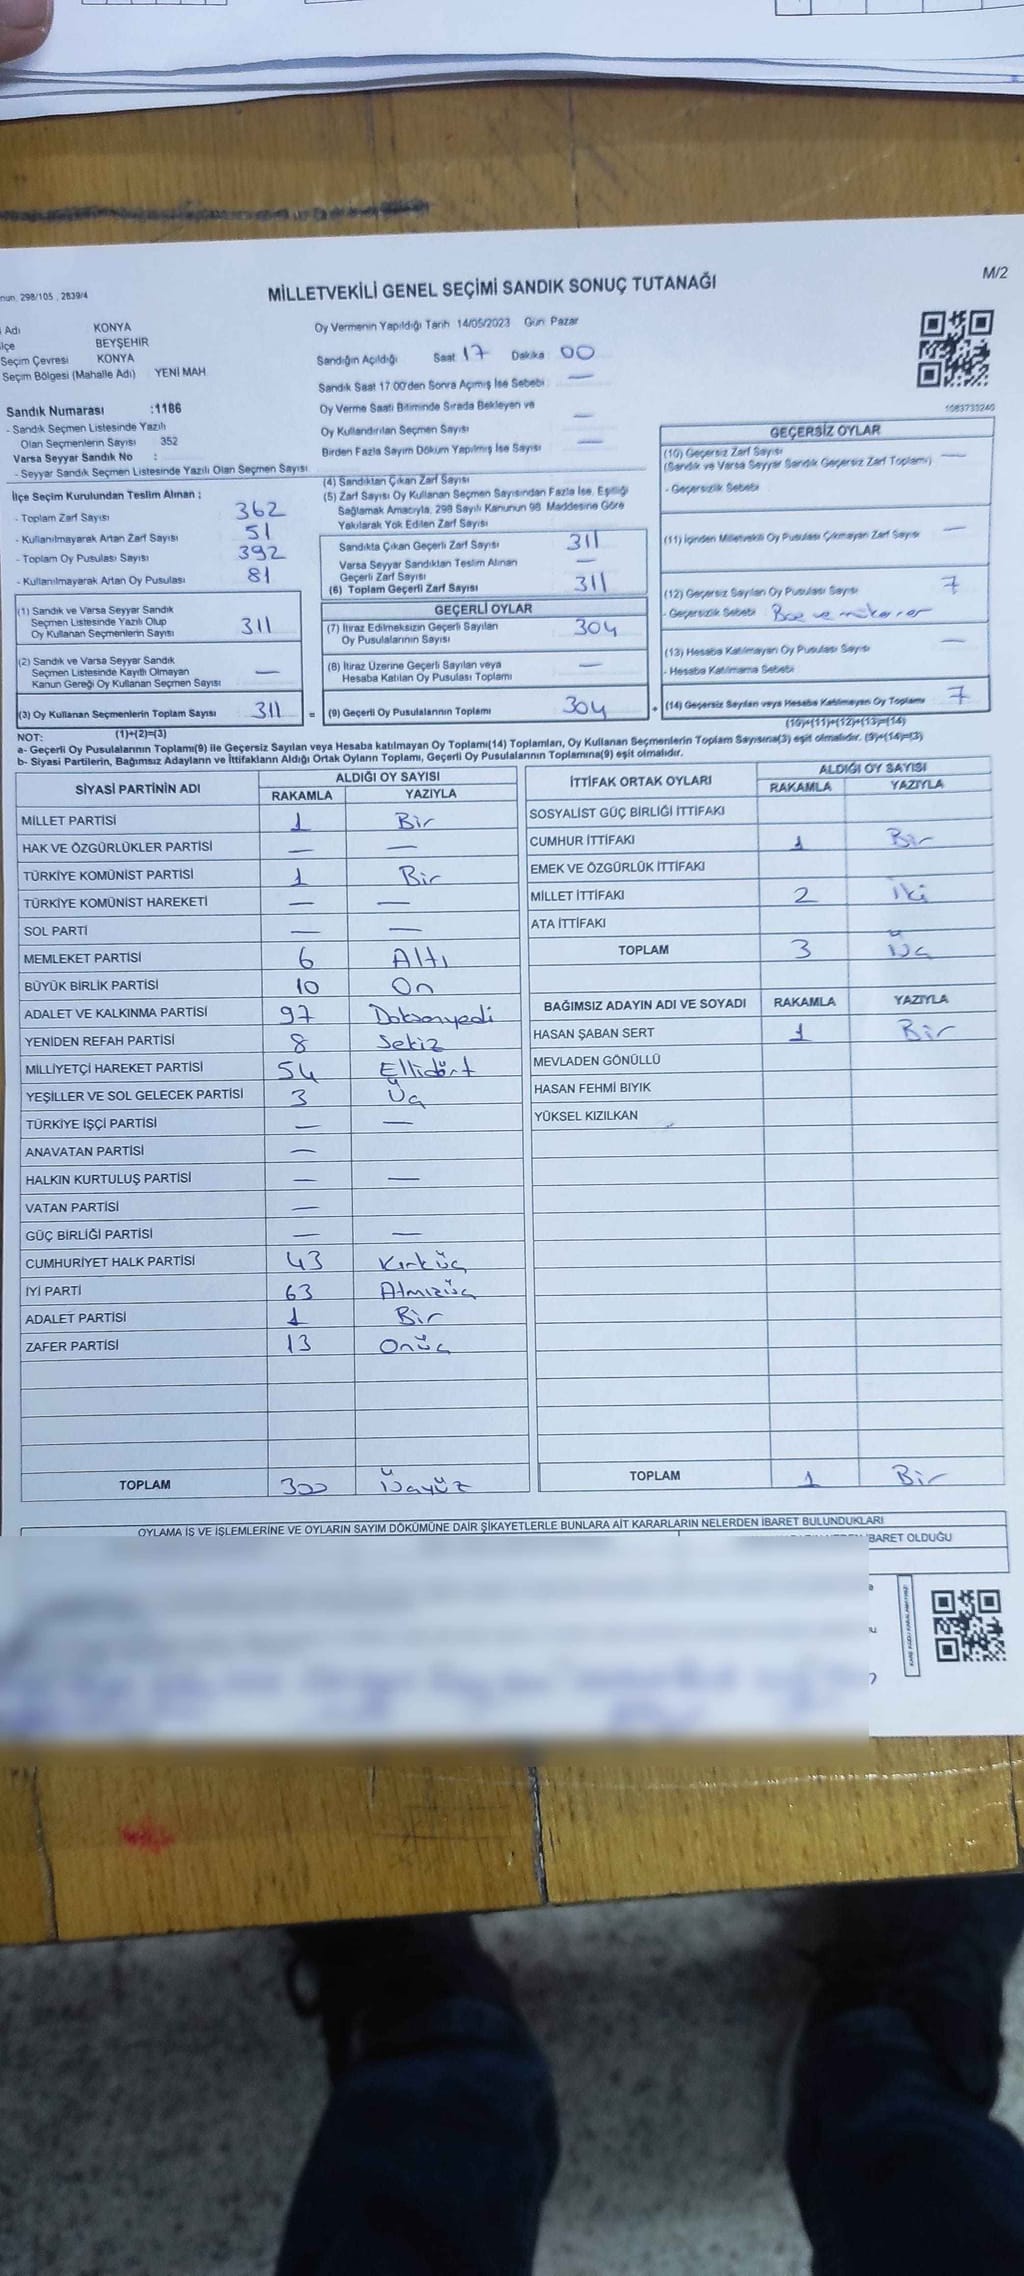 nun, 298/105 , 2839/4
MİLLETVEKİLİ GENEL SEÇİMİ SANDIK SONUÇ TUTANAĞI
M/2
Adı KONYA
lçe BEYŞEHİR
Seçim Çevresi KONYA
Seçim Bölgesi (Mahalle Adı) YENİ MAH.
Sandık Numarası :1186
- Sandık Seçmen Listesinde Yazılı
Olan Seçmenlerin Sayısı 352
Varsa Seyyar Sandık No :
- Seyyar Sandık Seçmen Listesinde Yazılı Olan Seçmen Sayısı
Oy Vermenin Yapıldığı Tarih 14/05/2023 Gün Pazar
Sandığın Açıldığı Saat 17 Dakika 00
Sandık Saat 17:00'den Sonra Açımış İse Sebebi : —
Oy Verme Saati Bitiminde Sırada Bekleyen ve
Oy Kullandırılan Seçmen Sayısı —
Birden Fazla Sayım Döküm Yapılmış İse Sayısı —
1083733240
İlçe Seçim Kurulundan Teslim Alınan ;
- Toplam Zarf Sayısı 362
- Kullanılmayarak Artan Zarf Sayısı 51
- Toplam Oy Pusulası Sayısı 392
- Kullanılmayarak Artan Oy Pusulası 81
(1) Sandık ve Varsa Seyyar Sandık
Seçmen Listesinde Yazılı Olup
Oy Kullanan Seçmenlerin Sayısı 311
(2) Sandık ve Varsa Seyyar Sandık
Seçmen Listesinde Kayıtlı Olmayan
Kanun Gereği Oy Kullanan Seçmen Sayısı —
(3) Oy Kullanan Seçmenlerin Toplam Sayısı 311 =
(1)+(2)=(3)
(4) Sandıktan Çıkan Zarf Sayısı
(5) Zarf Sayısı Oy Kullanan Seçmen Sayısından Fazla İse, Eşitliği
Sağlamak Amacıyla, 298 Sayılı Kanunun 98. Maddesine Göre
Yakılarak Yok Edilen Zarf Sayısı
Sandıkta Çıkan Geçerli Zarf Sayısı 311
Varsa Seyyar Sandıktan Teslim Alınan
Geçerli Zarf Sayısı —
(6) Toplam Geçerli Zarf Sayısı 311
GEÇERLİ OYLAR
(7) İtiraz Edilmeksizin Geçerli Sayılan
Oy Pusulalarının Sayısı 304
(8) İtiraz Üzerine Geçerli Sayılan veya
Hesaba Katılan Oy Pusulası Toplamı —
(9) Geçerli Oy Pusulalarının Toplamı 304 +
GEÇERSİZ OYLAR
(10) Geçersiz Zarf Sayısı —
(Sandık ve Varsa Seyyar Sandık Geçersiz Zarf Toplamı)
- Geçersizlik Sebebi
(11) İçinden Milletvekili Oy Pusulası Çıkmayan Zarf Sayısı —
(12) Geçersiz Sayılan Oy Pusulası Sayısı 7
- Geçersizlik Sebebi Boş ve mükerrer
(13) Hesaba Katılmayan Oy Pusulası Sayısı —
- Hesaba Katılmama Sebebi
(14) Geçersiz Sayılan veya Hesaba Katılmayan Oy Toplamı 7
(10)+(11)+(12)+(13)=(14)
NOT:
a- Geçerli Oy Pusulalarının Toplamı(9) ile Geçersiz Sayılan veya Hesaba katılmayan Oy Toplamı(14) Toplamları, Oy Kullanan Seçmenlerin Toplam Sayısına(3) eşit olmalıdır. (9)+(14)=(3)
b- Siyasi Partilerin, Bağımsız Adayların ve İttifakların Aldığı Ortak Oyların Toplamı, Geçerli Oy Pusulalarının Toplamına(9) eşit olmalıdır.
SİYASİ PARTİNİN ADI ALDIĞI OY SAYISI
RAKAMLA YAZIYLA
MİLLET PARTİSİ 1 Bir
HAK VE ÖZGÜRLÜKLER PARTİSİ — —
TÜRKİYE KOMÜNİST PARTİSİ 1 Bir
TÜRKİYE KOMÜNİST HAREKETİ — —
SOL PARTİ — —
MEMLEKET PARTİSİ 6 Altı
BÜYÜK BİRLİK PARTİSİ 10 On
ADALET VE KALKINMA PARTİSİ 97 Doksanyedi
YENİDEN REFAH PARTİSİ 8 Sekiz
MİLLİYETÇİ HAREKET PARTİSİ 54 Ellidört
YEŞİLLER VE SOL GELECEK PARTİSİ 3 Üç
TÜRKİYE İŞÇİ PARTİSİ — —
ANAVATAN PARTİSİ —
HALKIN KURTULUŞ PARTİSİ — —
VATAN PARTİSİ —
GÜÇ BİRLİĞİ PARTİSİ — —
CUMHURİYET HALK PARTİSİ 43 Kırküç
İYİ PARTİ 63 Atmızüç
ADALET PARTİSİ 1 Bir
ZAFER PARTİSİ 13 Onüç
TOPLAM 300 Üçyüz
İTTİFAK ORTAK OYLARI ALDIĞI OY SAYISI
RAKAMLA YAZIYLA
SOSYALİST GÜÇ BİRLİĞİ İTTİFAKI
CUMHUR İTTİFAKI 1 Bir
EMEK VE ÖZGÜRLÜK İTTİFAKI
MİLLET İTTİFAKI 2 İki
ATA İTTİFAKI
TOPLAM 3 Üç
BAĞIMSIZ ADAYIN ADI VE SOYADI RAKAMLA YAZIYLA
HASAN ŞABAN SERT 1 Bir
MEVLADEN GÖNÜLLÜ
HASAN FEHMİ BIYIK
YÜKSEL KIZILKAN
TOPLAM 1 Bir
OYLAMA İŞ VE İŞLEMLERİNE VE OYLARIN SAYIM DÖKÜMÜNE DAİR ŞİKAYETLERLE BUNLARA AİT KARARLARIN NELERDEN İBARET BULUNDUKLARI
BARET OLDUĞU